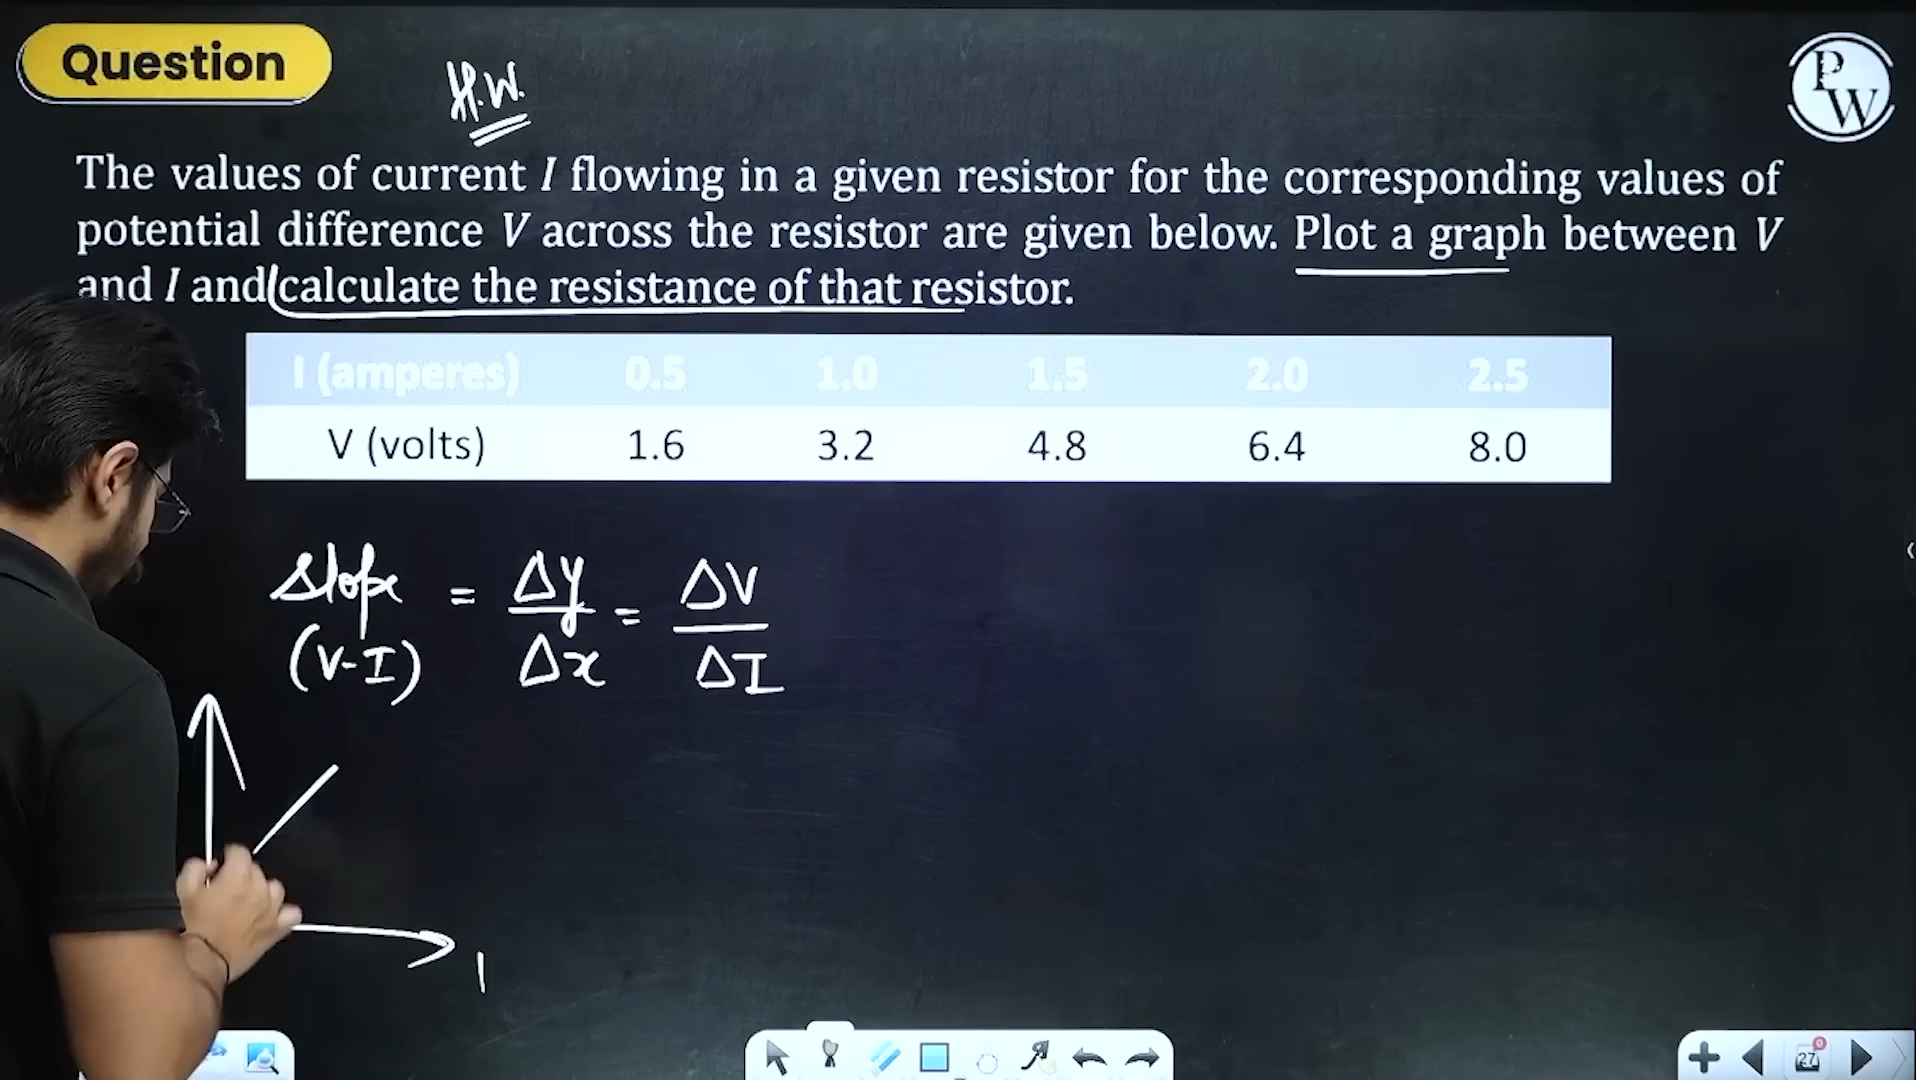 Question
H.W.
PW
The values of current I flowing in a given resistor for the corresponding values of
potential difference V across the resistor are given below. Plot a graph between V
and I and calculate the resistance of that resistor.
I (amperes) 0.5 1.0 1.5 2.0 2.5
V (volts) 1.6 3.2 4.8 6.4 8.0
Slope = Δy/Δx = ΔV/ΔI
(V-I)
I
27
0